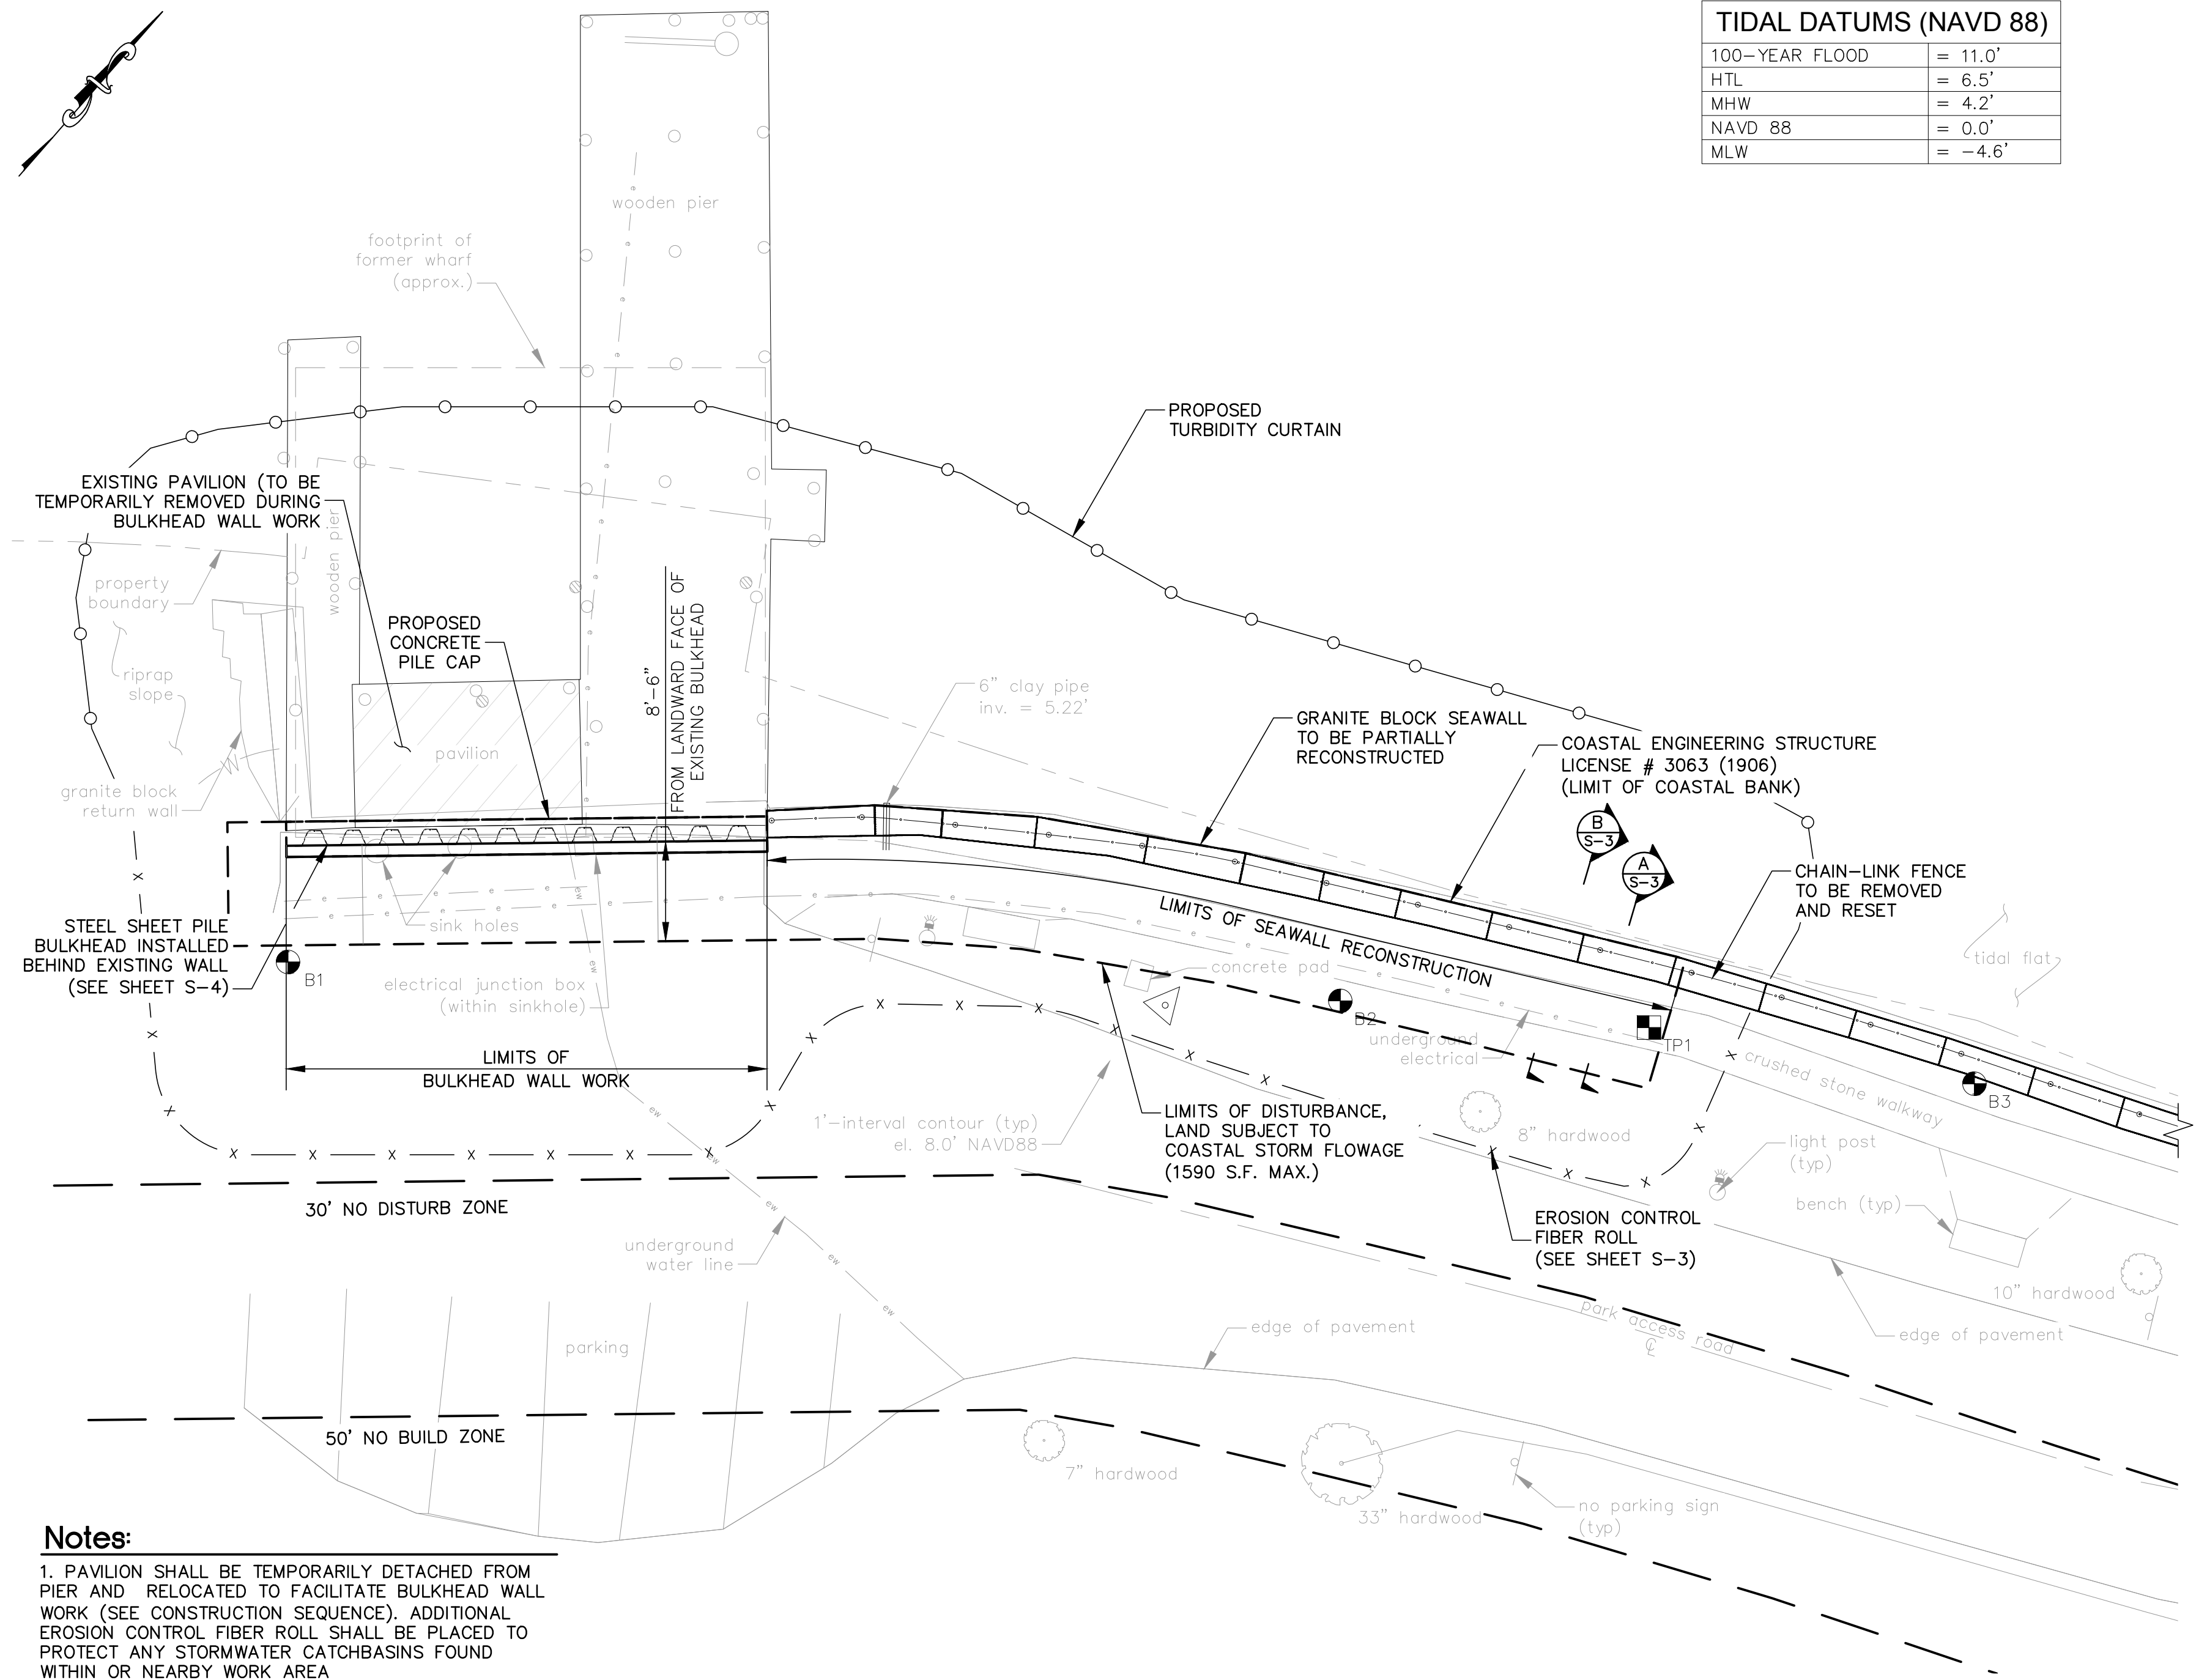 TIDAL DATUMS (NAVD 88)
100-YEAR FLOOD = 11.0'
HTL = 6.5'
MHW = 4.2'
NAVD 88 = 0.0'
MLW = -4.6'
wooden pier
footprint of
former wharf
(approx.)
PROPOSED
TURBIDITY CURTAIN
EXISTING PAVILION (TO BE
TEMPORARILY REMOVED DURING
BULKHEAD WALL WORK
wooden pier
property
boundary
riprap
slope
PROPOSED
CONCRETE
PILE CAP
8'-6"
FROM LANDWARD FACE OF
EXISTING BULKHEAD
6" clay pipe
inv. = 5.22'
GRANITE BLOCK SEAWALL
TO BE PARTIALLY
RECONSTRUCTED
COASTAL ENGINEERING STRUCTURE
LICENSE # 3063 (1906)
(LIMIT OF COASTAL BANK)
pavilion
granite block
return wall
B
S-3
A
S-3
CHAIN-LINK FENCE
TO BE REMOVED
AND RESET
STEEL SHEET PILE
BULKHEAD INSTALLED
BEHIND EXISTING WALL
(SEE SHEET S-4)
sink holes
LIMITS OF SEAWALL RECONSTRUCTION
tidal flat
B1
electrical junction box
(within sinkhole)
concrete pad
B2
underground
electrical
TP1
crushed stone walkway
B3
LIMITS OF
BULKHEAD WALL WORK
1'-interval contour (typ)
el. 8.0' NAVD88
LIMITS OF DISTURBANCE,
LAND SUBJECT TO
COASTAL STORM FLOWAGE
(1590 S.F. MAX.)
8" hardwood
light post
(typ)
bench (typ)
30' NO DISTURB ZONE
EROSION CONTROL
FIBER ROLL
(SEE SHEET S-3)
underground
water line
10" hardwood
park access road
edge of pavement
edge of pavement
parking
50' NO BUILD ZONE
7" hardwood
33" hardwood
no parking sign
(typ)
Notes:
1. PAVILION SHALL BE TEMPORARILY DETACHED FROM
PIER AND RELOCATED TO FACILITATE BULKHEAD WALL
WORK (SEE CONSTRUCTION SEQUENCE). ADDITIONAL
EROSION CONTROL FIBER ROLL SHALL BE PLACED TO
PROTECT ANY STORMWATER CATCHBASINS FOUND
WITHIN OR NEARBY WORK AREA